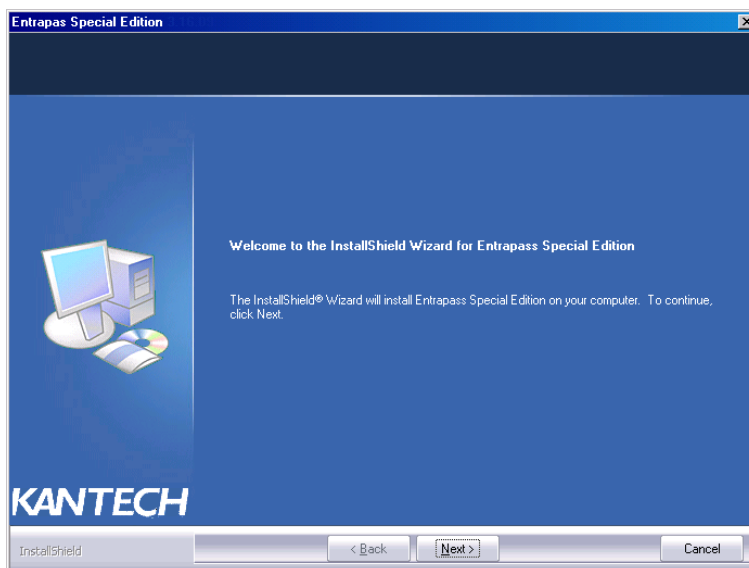 Entrapas Special Edition
Welcome to the InstallShield Wizard for Entrapass Special Edition
The InstallShield® Wizard will install Entrapass Special Edition on your computer. To continue,
click Next.
KANTECH
InstallShield
< Back
Next >
Cancel